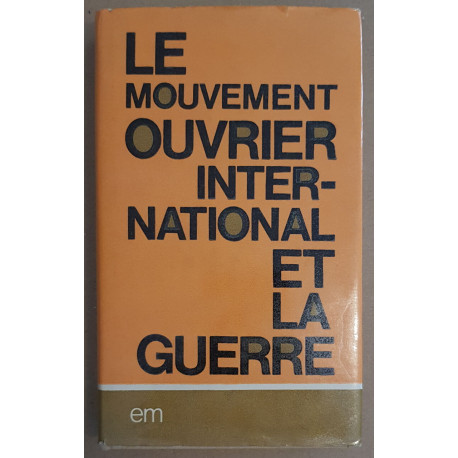 LE
MOUVEMENT
OUVRIER
INTER-
NATIONAL
ET
LA
GUERRE
em